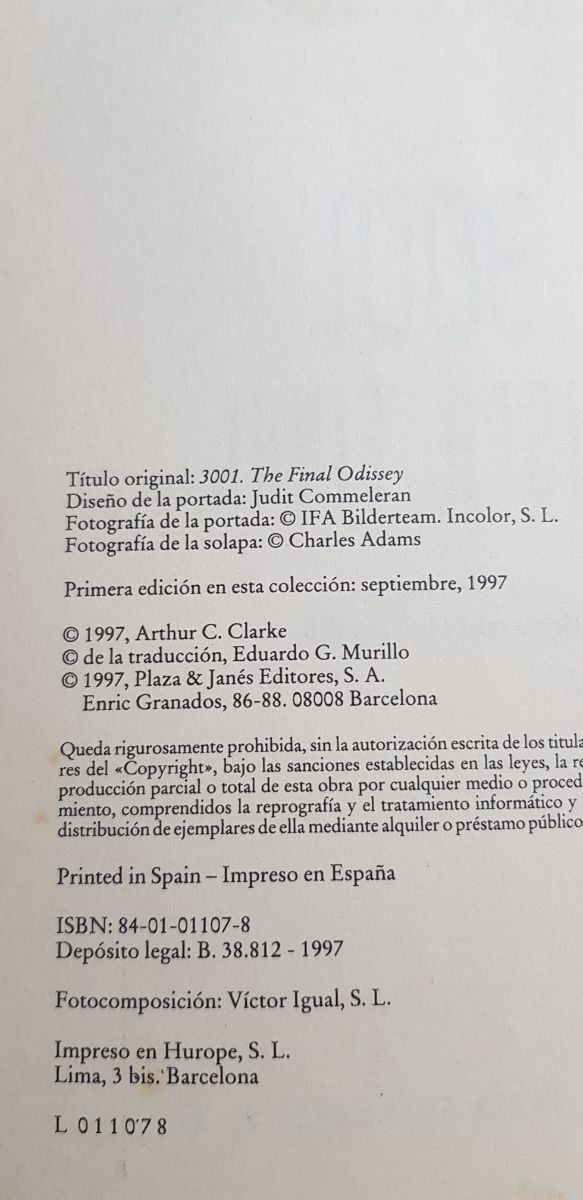 Título original: 3001. The Final Odissey
Diseño de la portada: Judit Commeleran
Fotografía de la portada: © IFA Bilderteam. Incolor, S. L.
Fotografía de la solapa: © Charles Adams
Primera edición en esta colección: septiembre, 1997
© 1997, Arthur C. Clarke
© de la traducción, Eduardo G. Murillo
© 1997, Plaza & Janés Editores, S. A.
Enric Granados, 86-88. 08008 Barcelona
Queda rigurosamente prohibida, sin la autorización escrita de los titula
res del «Copyright», bajo las sanciones establecidas en las leyes, la re
producción parcial o total de esta obra por cualquier medio o proced
miento, comprendidos la reprografía y el tratamiento informático y
distribución de ejemplares de ella mediante alquiler o préstamo público
Printed in Spain – Impreso en España
ISBN: 84-01-01107-8
Depósito legal: B. 38.812 - 1997
Fotocomposición: Víctor Igual, S. L.
Impreso en Hurope, S. L.
Lima, 3 bis. Barcelona
L 011078